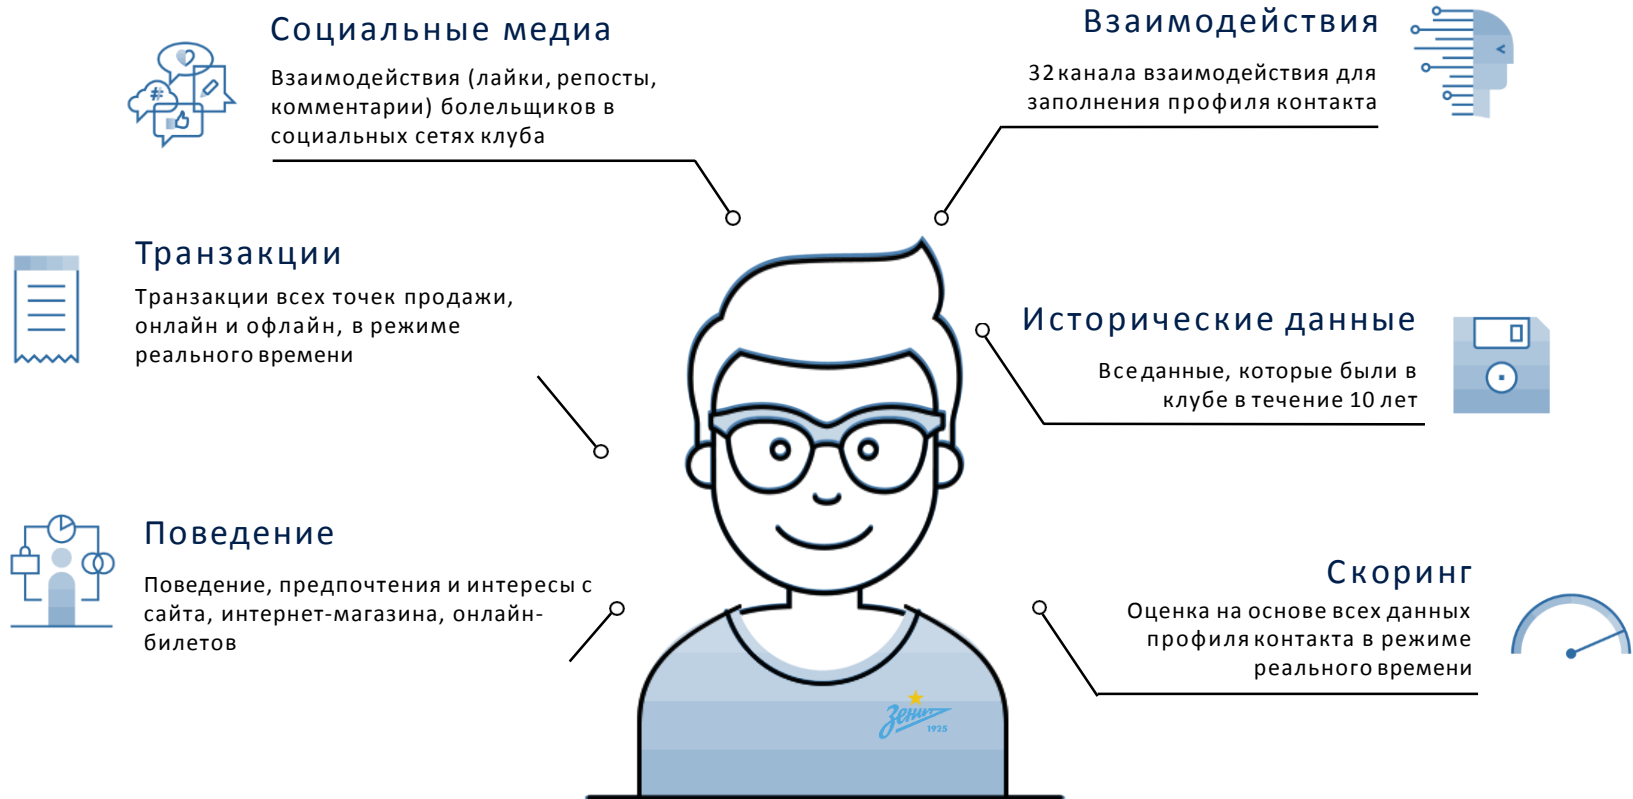 Социальные медиа
Взаимодействия (лайки, репосты,
комментарии) болельщиков в
социальных сетях клуба
Взаимодействия
32 канала взаимодействия для
заполнения профиля контакта
Транзакции
Транзакции всех точек продажи,
онлайн и офлайн, в режиме
реального времени
Исторические данные
Все данные, которые были в
клубе в течение 10 лет
Поведение
Поведение, предпочтения и интересы с
сайта, интернет-магазина, онлайн-
билетов
Скоринг
Оценка на основе всех данных
профиля контакта в режиме
реального времени
Зенит
1925
#